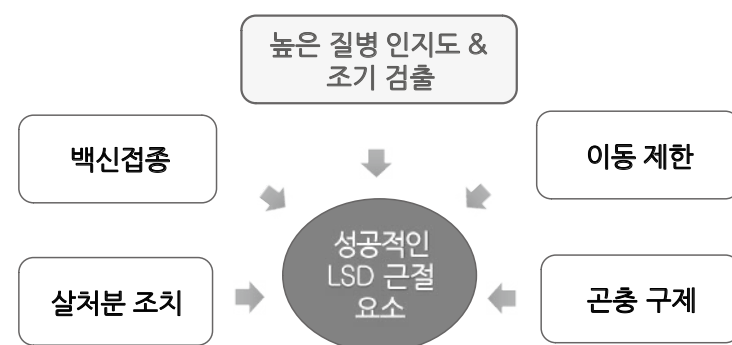 높은 질병 인지도 &
조기 검출
백신접종
이동 제한
성공적인
LSD 근절
요소
살처분 조치
곤충 구제